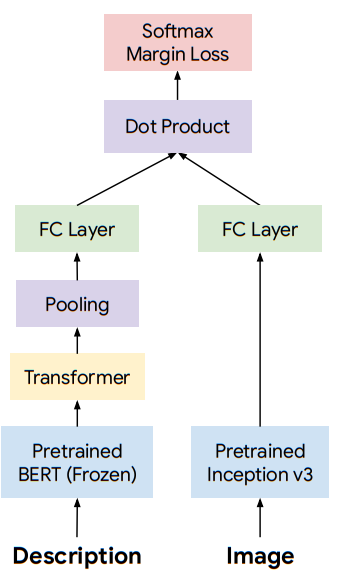 Softmax
Margin Loss
Dot Product
FC Layer
FC Layer
Pooling
Transformer
Pretrained
BERT (Frozen)
Pretrained
Inception v3
Description
Image